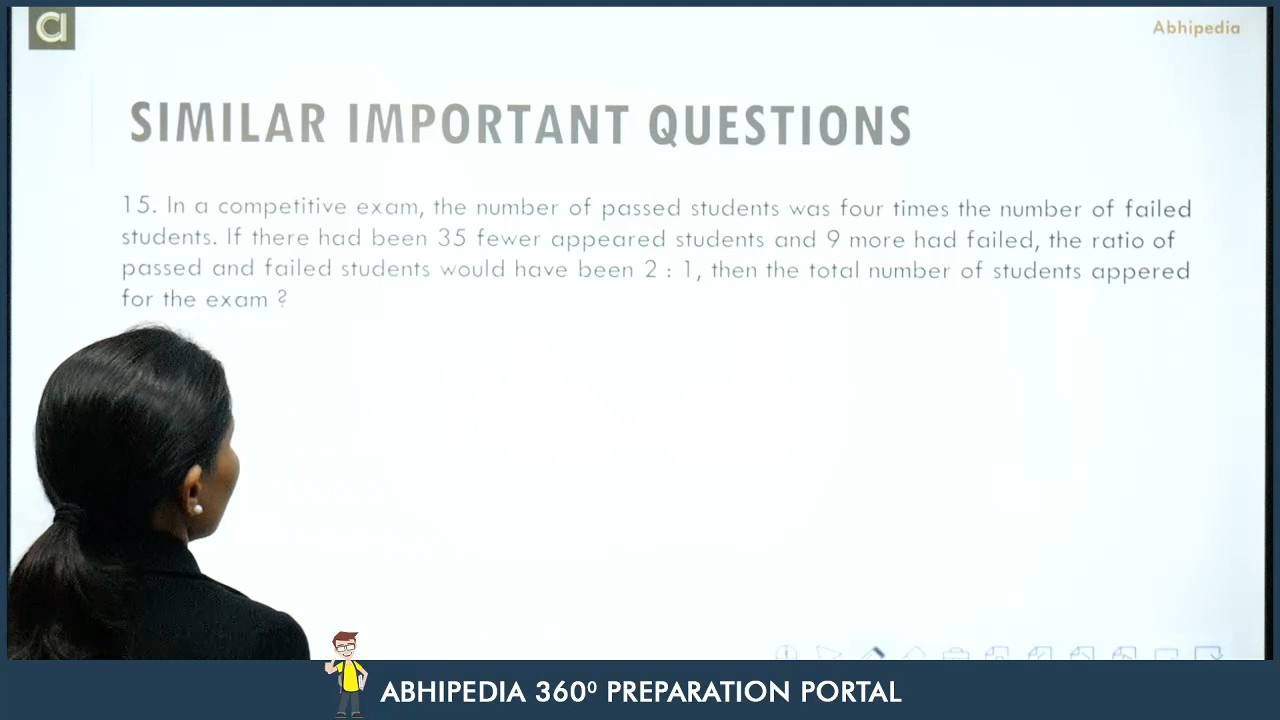 a
Abhipedia
SIMILAR IMPORTANT QUESTIONS
15. In a competitive exam, the number of passed students was four times the number of failed
students. If there had been 35 fewer appeared students and 9 more had failed, the ratio of
passed and failed students would have been 2 : 1, then the total number of students appered
for the exam ?
ABHIPEDIA 360⁰ PREPARATION PORTAL